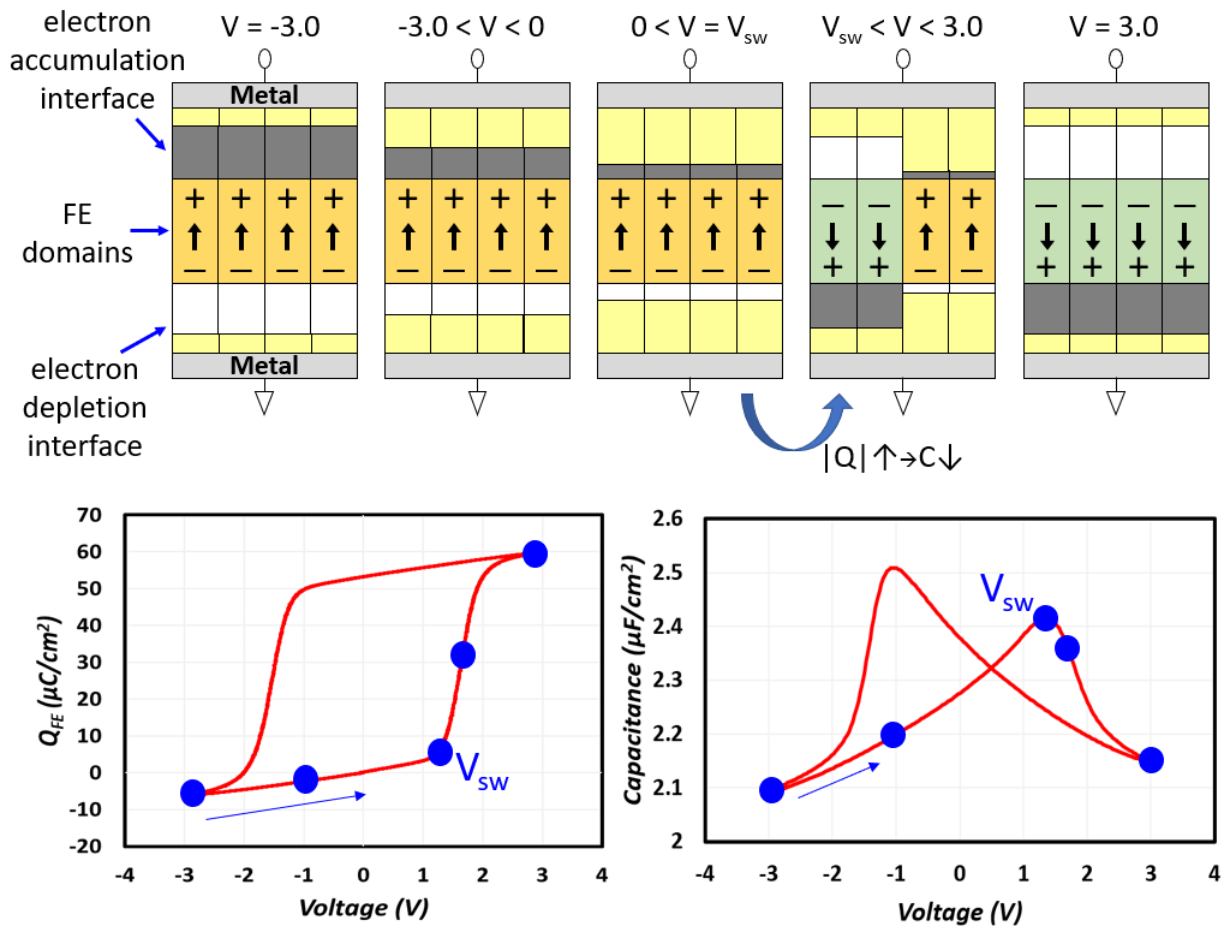 electron
accumulation
interface
V = -3.0
-3.0 < V < 0
0 < V = Vsw
Vsw < V < 3.0
V = 3.0
Metal
+ + + +
— — — —
+ + + +
— — — —
+ + + +
— — — —
— — + +
+ + — —
— — — —
+ + + +
FE
domains
Metal
electron
depletion
interface
|Q|↑→C↓
70
60
50
40
30
20
10
0
-10
-20
QFE (µC/cm²)
Vsw
-4 -3 -2 -1 0 1 2 3 4
Voltage (V)
2.6
2.5
2.4
2.3
2.2
2.1
2
Capacitance (µF/cm²)
Vsw
-4 -3 -2 -1 0 1 2 3 4
Voltage (V)